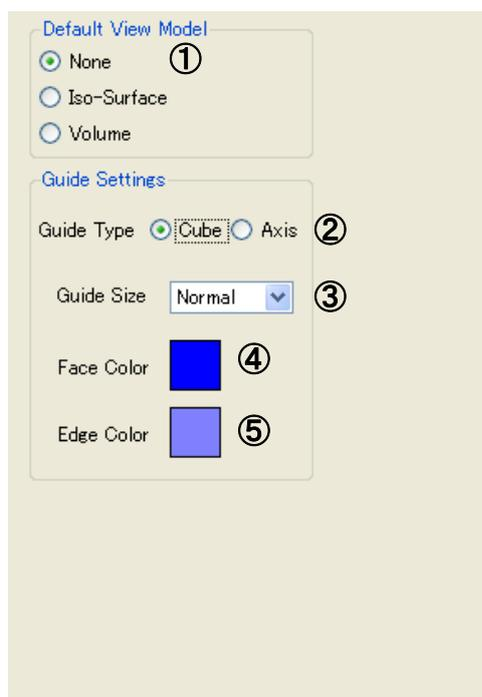 Default View Model
None ①
Iso-Surface
Volume
Guide Settings
Guide Type Cube Axis ②
Guide Size Normal ③
Face Color ④
Edge Color ⑤